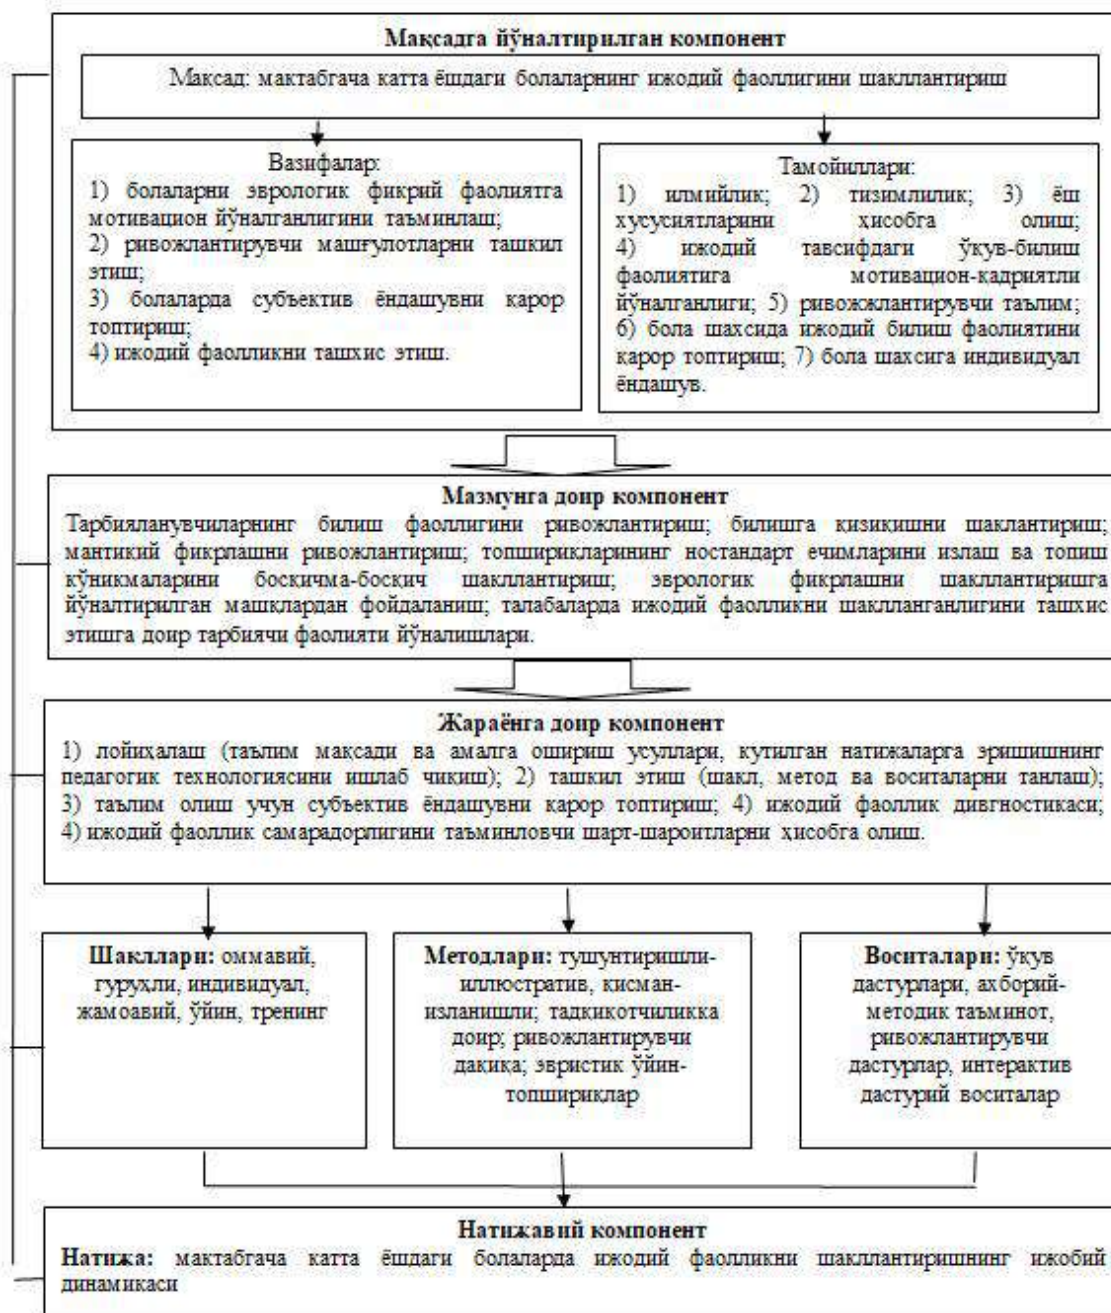 Мақсадга йўналтирилган компонент
Мақсад: мактабгача катта ёшдаги болаларнинг ижодий фаоллигини шакллантириш
Вазифалар:
1) болаларни эврологик фикрий фаолиятга
мотивацион йўналганлигини таъминлаш;
2) ривожлантирувчи машғулотларни ташкил
этиш;
3) болаларда субъектив ёндашувни қарор
топтириш;
4) ижодий фаолликни ташхис этиш.
Тамойиллари:
1) илмийлик; 2) тизимлилик; 3) ёш
хусусиятларини ҳисобга олиш;
4) ижодий тавсифдаги ўқув-билиш
фаолиятига мотивацион-қадриятли
йўналганлиги; 5) ривожжлантирувчи таълим;
6) бола шахсида ижодий билиш фаолиятини
қарор топтириш; 7) бола шахсига индивидуал
ёндашув.
Мазмунга доир компонент
Тарбияланувчиларнинг билиш фаоллигини ривожлантириш; билишга қизиқишни шаклантириш;
мантиқий фикрлашни ривожлантириш; топшириқларининг ностандарт ечимларини излаш ва топиш
кўникмаларини босқичма-босқич шакллантириш; эврологик фикрлашни шакллантиришга
йўналтирилган машқлардан фойдаланиш; талабаларда ижодий фаолликни шаклланганлигини ташхис
этишга доир тарбиячи фаолияти йўналишлари.
Жараёнга доир компонент
1) лойиҳалаш (таълим мақсади ва амалга ошириш усуллари, кутилган натижаларга эришишнинг
педагогик технологиясини ишлаб чиқиш); 2) ташкил этиш (шакл, метод ва воситаларни танлаш);
3) таълим олиш учун субъектив ёндашувни қарор топтириш; 4) ижодий фаоллик дивгностикаси;
4) ижодий фаоллик самарадорлигини таъминловчи шарт-шароитларни ҳисобга олиш.
Шакллари: оммавий,
гуруҳли, индивидуал,
жамоавий, ўйин, тренинг
Методлари: тушунтиришли-
иллюстратив, қисман-
изланишли; тадқиқотчиликка
доир; ривожлантирувчи
дақиқа; эвристик ўйин-
топшириқлар
Воситалари: ўқув
дастурлари, ахборий-
методик таъминот,
ривожлантирувчи
дастурлар, интерактив
дастурий воситалар
Натижавий компонент
Натижа: мактабгача катта ёшдаги болаларда ижодий фаолликни шакллантиришнинг ижобий
динамикаси